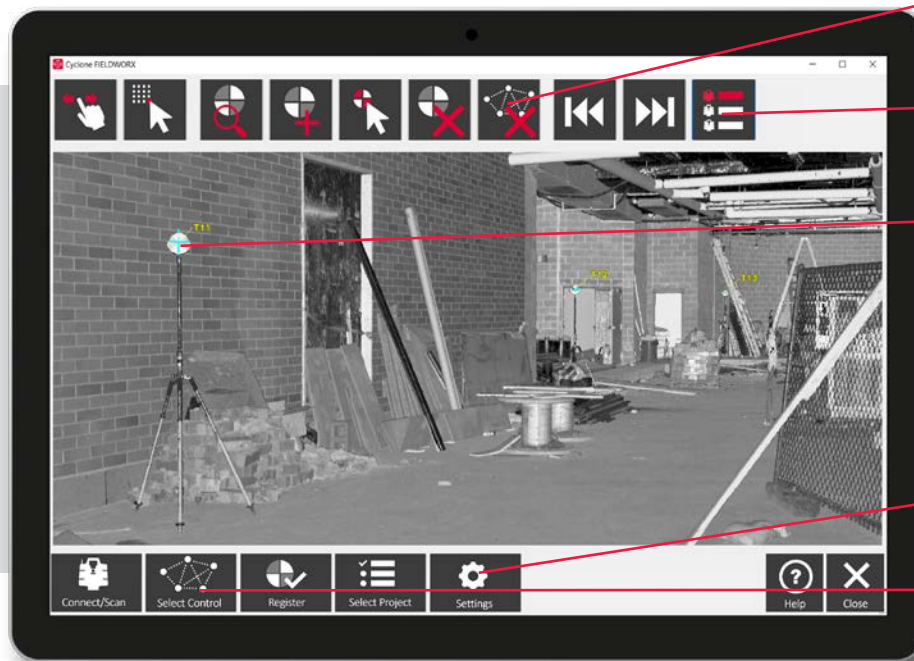 Cyclone FIELDWORX
T11
T12
T13
Connect/Scan
Select Control
Register
Select Project
Settings
Help
Close